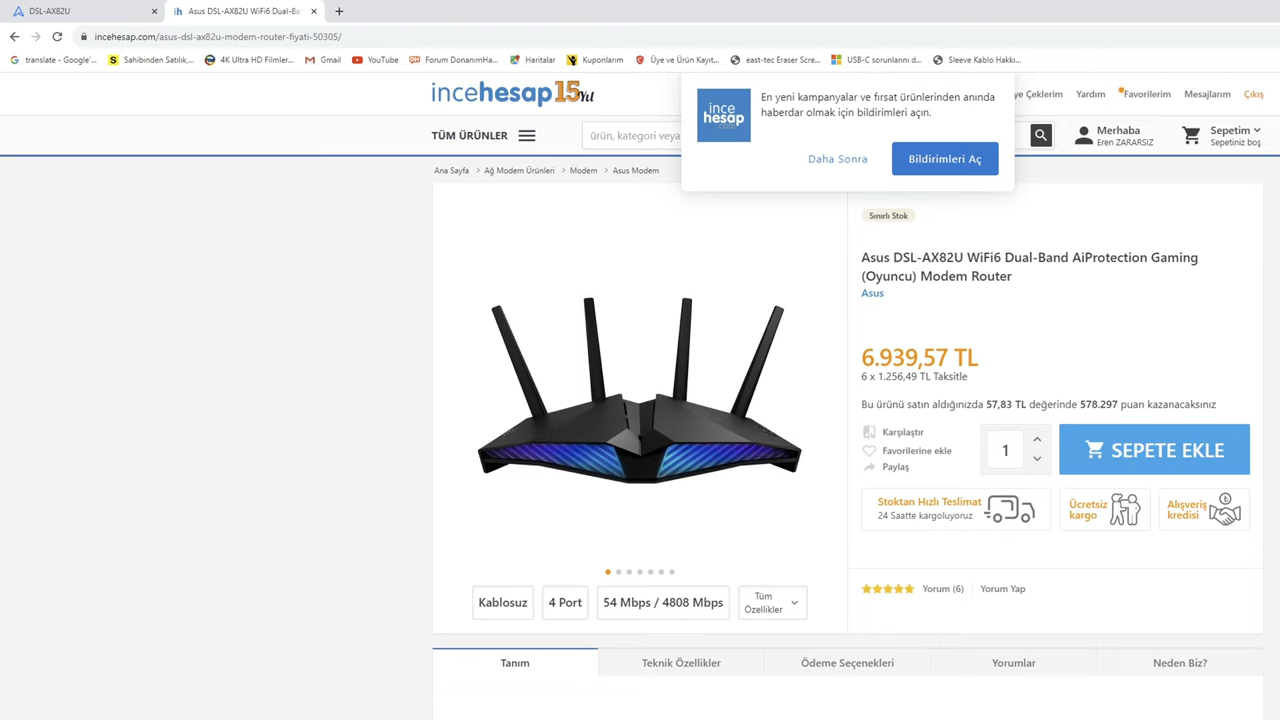 DSL-AX82U
ih Asus DSL-AX82U WiFi6 Dual-Ba
incehesap.com/asus-dsl-ax82u-modem-router-fiyati-50305/
translate - Google'...
Sahibinden Satılık,...
4K Ultra HD Filmler...
Gmail
YouTube
Forum DonanımHa...
Haritalar
Kuponlarım
Üye ve Ürün Kayıt...
east-tec Eraser Scre...
USB-C sorunlarını d...
Sleeve Kablo Hakkı...
incehesap 15 Yıl
ince
hesap
.com
En yeni kampanyalar ve fırsat ürünlerinden anında
haberdar olmak için bildirimleri açın.
Daha Sonra
Bildirimleri Aç
ye Çeklerim
Yardım
Favorilerim
Mesajlarım
Çıkış
TÜM ÜRÜNLER
ürün, kategori veya
Merhaba
Eren ZARARSIZ
Sepetim
Sepetiniz boş
Ana Sayfa > Ağ Modem Ürünleri > Modem > Asus Modem
Sınırlı Stok
Asus DSL-AX82U WiFi6 Dual-Band AiProtection Gaming
(Oyuncu) Modem Router
Asus
6.939,57 TL
6 x 1.256,49 TL Taksitle
Bu ürünü satın aldığınızda 57,83 TL değerinde 578.297 puan kazanacaksınız
Karşılaştır
Favorilerine ekle
Paylaş
1
SEPETE EKLE
Stoktan Hızlı Teslimat
24 Saatte kargoluyoruz
Ücretsiz
kargo
Alışveriş
kredisi
Kablosuz
4 Port
54 Mbps / 4808 Mbps
Tüm
Özellikler
Yorum (6)
Yorum Yap
Tanım
Teknik Özellikler
Ödeme Seçenekleri
Yorumlar
Neden Biz?